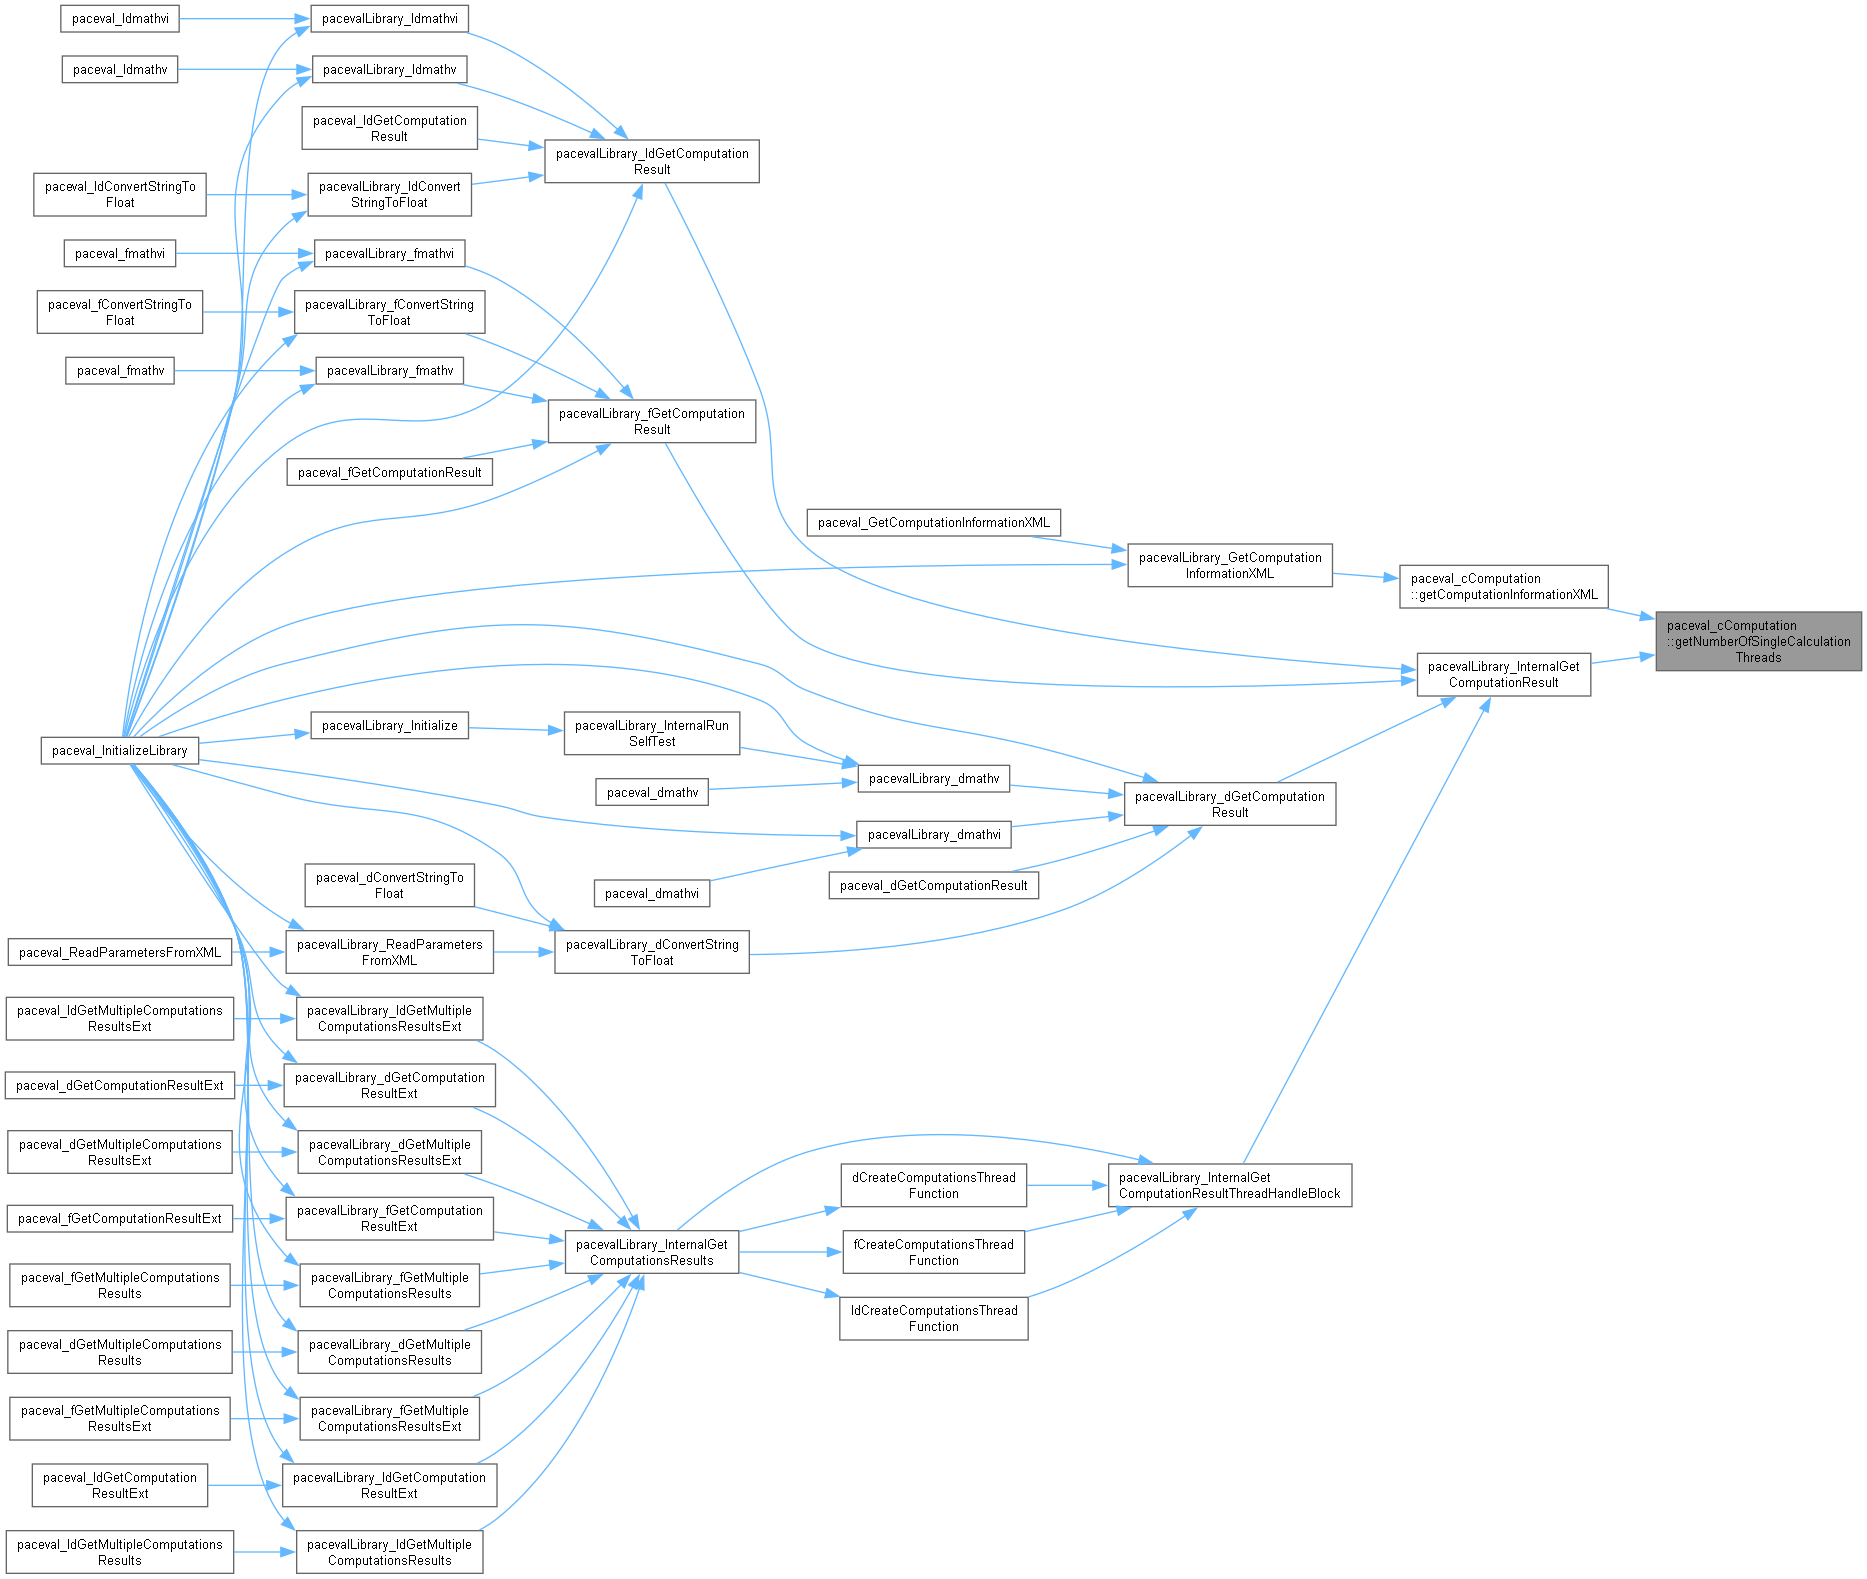 paceval_ldmathvi
pacevalLibrary_ldmathvi
paceval_ldmathv
pacevalLibrary_ldmathv
paceval_ldGetComputation
Result
pacevalLibrary_ldGetComputation
Result
paceval_ldConvertStringTo
Float
pacevalLibrary_ldConvert
StringToFloat
paceval_fmathvi
pacevalLibrary_fmathvi
paceval_fConvertStringTo
Float
pacevalLibrary_fConvertString
ToFloat
paceval_fmathv
pacevalLibrary_fmathv
pacevalLibrary_fGetComputation
Result
paceval_fGetComputationResult
paceval_GetComputationInformationXML
pacevalLibrary_GetComputation
InformationXML
paceval_cComputation
::getComputationInformationXML
paceval_cComputation
::getNumberOfSingleCalculation
Threads
pacevalLibrary_InternalGet
ComputationResult
paceval_InitializeLibrary
pacevalLibrary_Initialize
pacevalLibrary_InternalRun
SelfTest
paceval_dmathv
pacevalLibrary_dmathv
pacevalLibrary_dGetComputation
Result
pacevalLibrary_dmathvi
paceval_dmathvi
paceval_dGetComputationResult
paceval_dConvertStringTo
Float
paceval_ReadParametersFromXML
pacevalLibrary_ReadParameters
FromXML
pacevalLibrary_dConvertString
ToFloat
paceval_ldGetMultipleComputations
ResultsExt
pacevalLibrary_ldGetMultiple
ComputationsResultsExt
paceval_dGetComputationResultExt
pacevalLibrary_dGetComputation
ResultExt
paceval_dGetMultipleComputations
ResultsExt
pacevalLibrary_dGetMultiple
ComputationsResultsExt
dCreateComputationsThread
Function
pacevalLibrary_InternalGet
ComputationResultThreadHandleBlock
paceval_fGetComputationResultExt
pacevalLibrary_fGetComputation
ResultExt
pacevalLibrary_InternalGet
ComputationsResults
fCreateComputationsThread
Function
paceval_fGetMultipleComputations
Results
pacevalLibrary_fGetMultiple
ComputationsResults
ldCreateComputationsThread
Function
paceval_dGetMultipleComputations
Results
pacevalLibrary_dGetMultiple
ComputationsResults
paceval_fGetMultipleComputations
ResultsExt
pacevalLibrary_fGetMultiple
ComputationsResultsExt
paceval_ldGetComputation
ResultExt
pacevalLibrary_ldGetComputation
ResultExt
paceval_ldGetMultipleComputations
Results
pacevalLibrary_ldGetMultiple
ComputationsResults